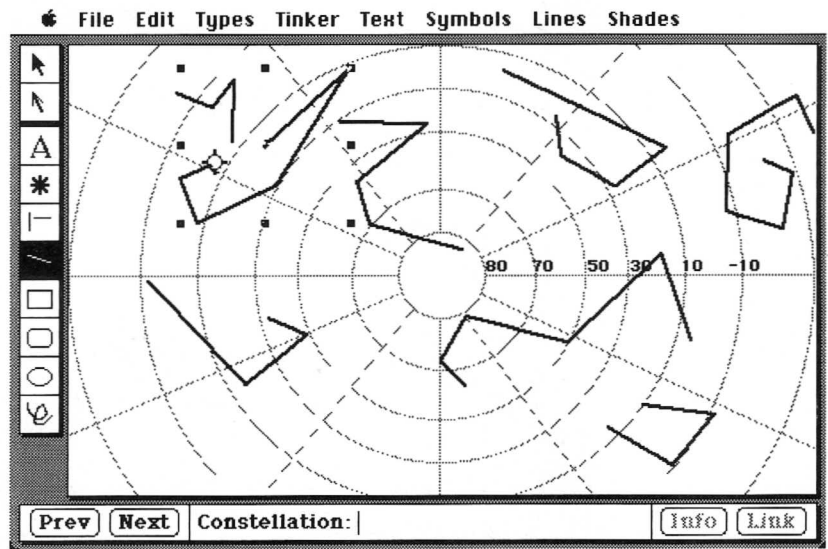 File Edit Types Tinker Text Symbols Lines Shades
A
80 70 50 30 10 -10
Prev Next Constellation: Info Link